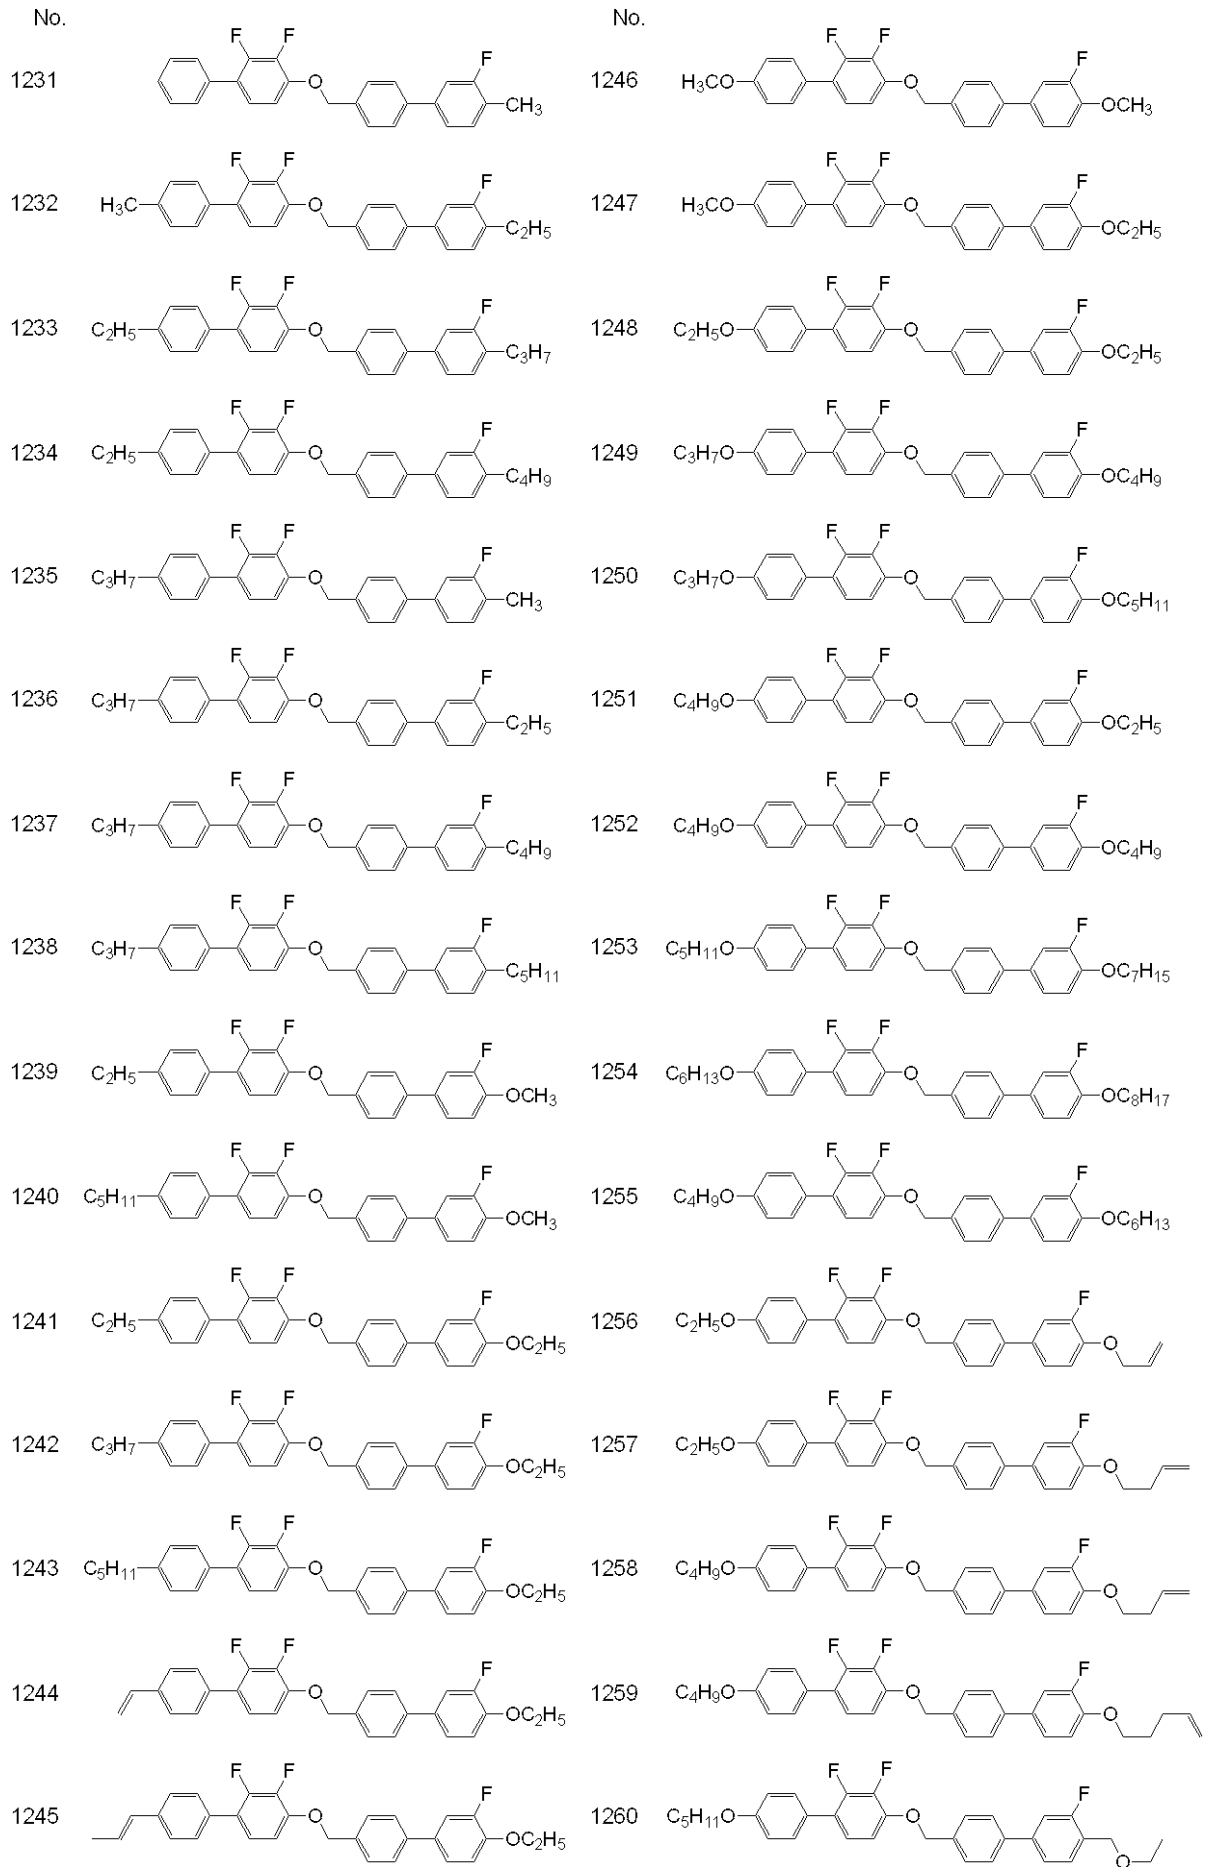 No. No.
F F F F F F
1231 O CH3 1246 H3CO O OCH3
F F F F F F
1232 H3C O C2H5 1247 H3CO O OC2H5
F F F F F F
1233 C2H5 O C3H7 1248 C2H5O O OC2H5
F F F F F F
1234 C2H5 O C4H9 1249 C3H7O O OC4H9
F F F F F F
1235 C3H7 O CH3 1250 C3H7O O OC5H11
F F F F F F
1236 C3H7 O C2H5 1251 C4H9O O OC2H5
F F F F F F
1237 C3H7 O C4H9 1252 C4H9O O OC4H9
F F F F F F
1238 C3H7 O C5H11 1253 C5H11O O OC7H15
F F F F F F
1239 C2H5 O OCH3 1254 C6H13O O OC8H17
F F F F F F
1240 C5H11 O OCH3 1255 C4H9O O OC6H13
F F F F F F
1241 C2H5 O OC2H5 1256 C2H5O O O
F F F F F F
1242 C3H7 O OC2H5 1257 C2H5O O O
F F F F F F
1243 C5H11 O OC2H5 1258 C4H9O O O
F F F F F F
1244 O OC2H5 1259 C4H9O O O
F F F F F F
1245 O OC2H5 1260 C5H11O O O